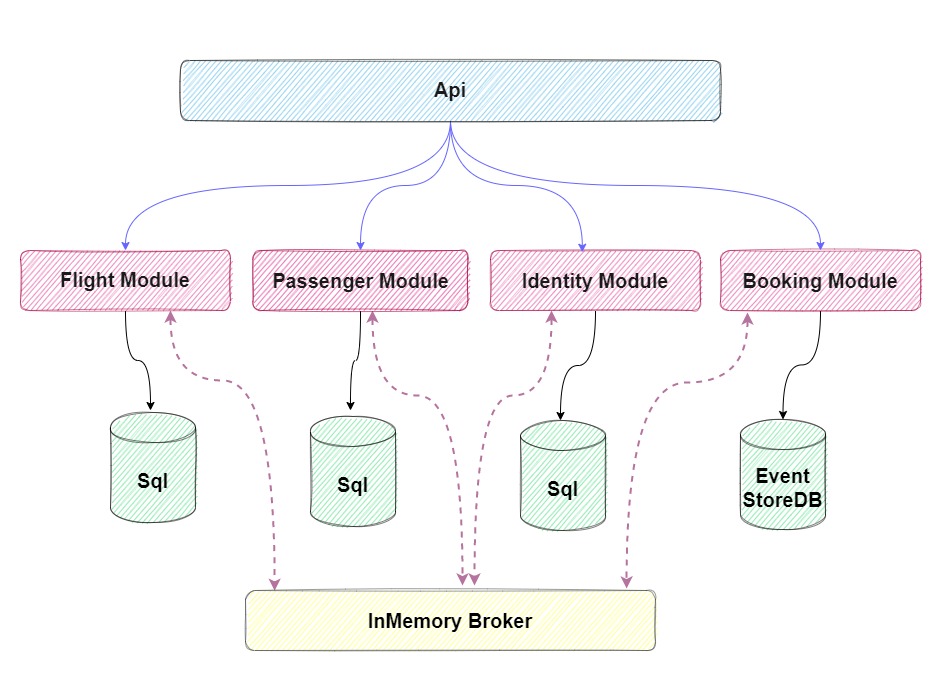 Api
Flight Module
Passenger Module
Identity Module
Booking Module
Sql
Sql
Sql
Event
StoreDB
InMemory Broker